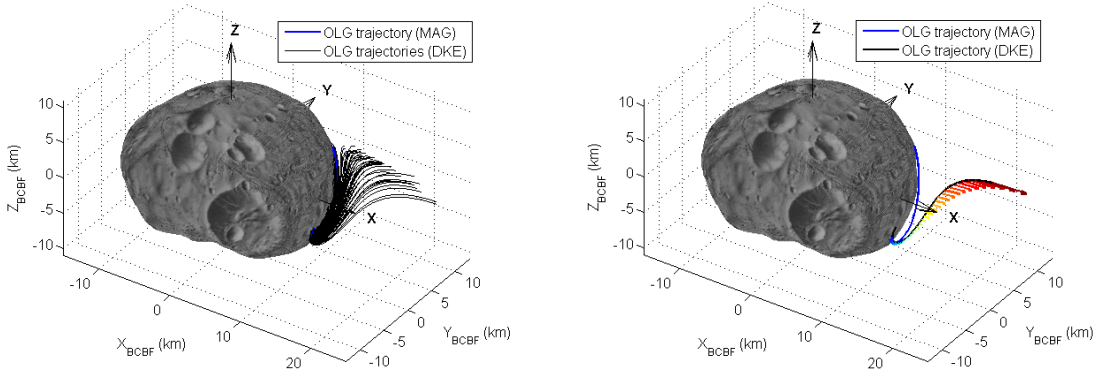 OLG trajectory (MAG)
OLG trajectories (DKE)
Z
Y
X
10
5
0
-5
-10
Z_BCBF (km)
-10
0
10
20
X_BCBF (km)
-10
-5
0
5
10
Y_BCBF (km)
OLG trajectory (MAG)
OLG trajectory (DKE)
Z
Y
X
10
5
0
-5
-10
Z_BCBF (km)
-10
0
10
20
X_BCBF (km)
-10
-5
0
5
10
Y_BCBF (km)